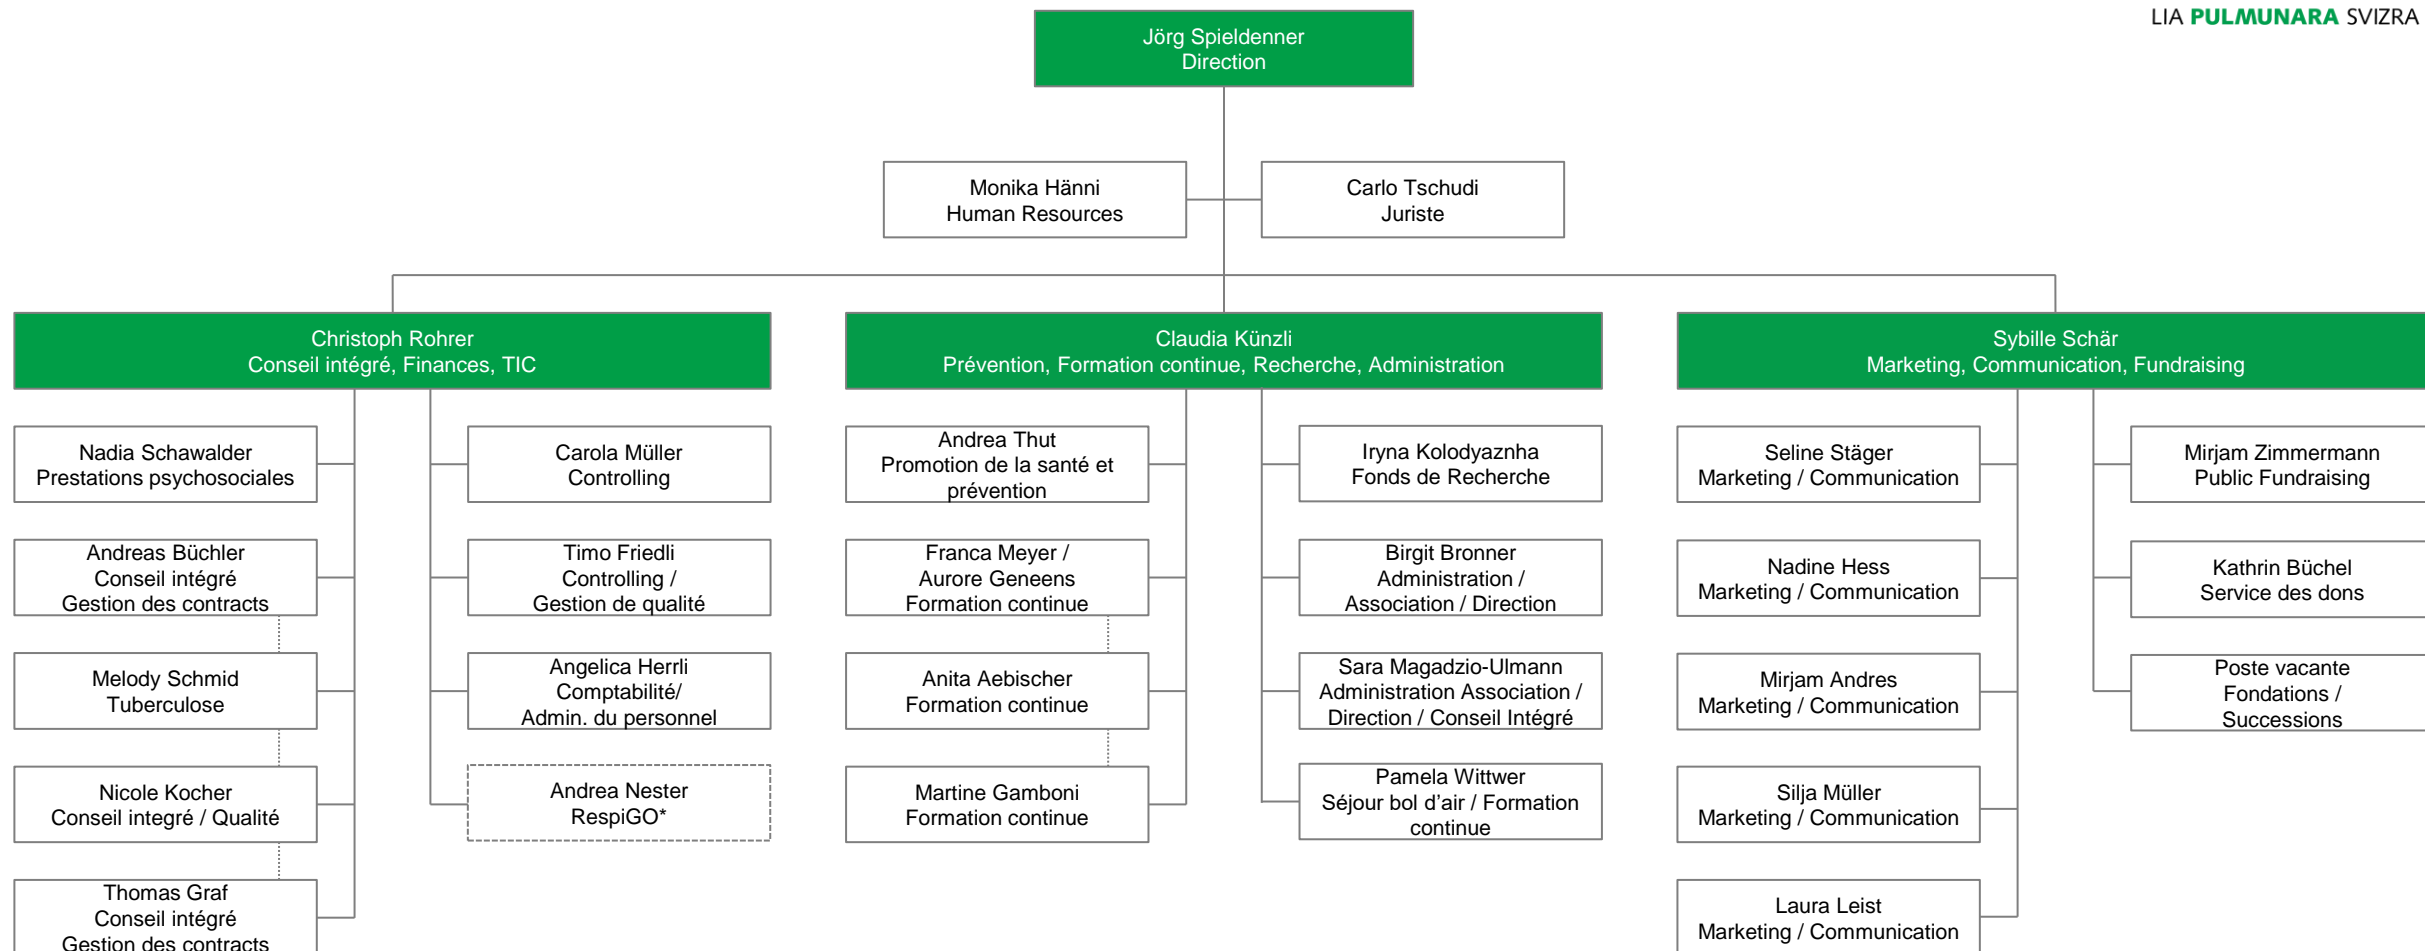 LIA PULMUNARA SVIZRA
Jörg Spieldenner
Direction
Monika Hänni
Human Resources
Carlo Tschudi
Juriste
Christoph Rohrer
Conseil intégré, Finances, TIC
Claudia Künzli
Prévention, Formation continue, Recherche, Administration
Sybille Schär
Marketing, Communication, Fundraising
Nadia Schawalder
Prestations psychosociales
Andreas Büchler
Conseil intégré
Gestion des contracts
Melody Schmid
Tuberculose
Nicole Kocher
Conseil integré / Qualité
Thomas Graf
Conseil intégré
Gestion des contracts
Carola Müller
Controlling
Timo Friedli
Controlling /
Gestion de qualité
Angelica Herrli
Comptabilité/
Admin. du personnel
Andrea Nester
RespiGO*
Andrea Thut
Promotion de la santé et
prévention
Franca Meyer /
Aurore Geneens
Formation continue
Anita Aebischer
Formation continue
Martine Gamboni
Formation continue
Iryna Kolodyaznha
Fonds de Recherche
Birgit Bronner
Administration /
Association / Direction
Sara Magadzio-Ulmann
Administration Association /
Direction / Conseil Intégré
Pamela Wittwer
Séjour bol d’air / Formation
continue
Seline Stäger
Marketing / Communication
Nadine Hess
Marketing / Communication
Mirjam Andres
Marketing / Communication
Silja Müller
Marketing / Communication
Laura Leist
Marketing / Communication
Mirjam Zimmermann
Public Fundraising
Kathrin Büchel
Service des dons
Poste vacante
Fondations /
Successions